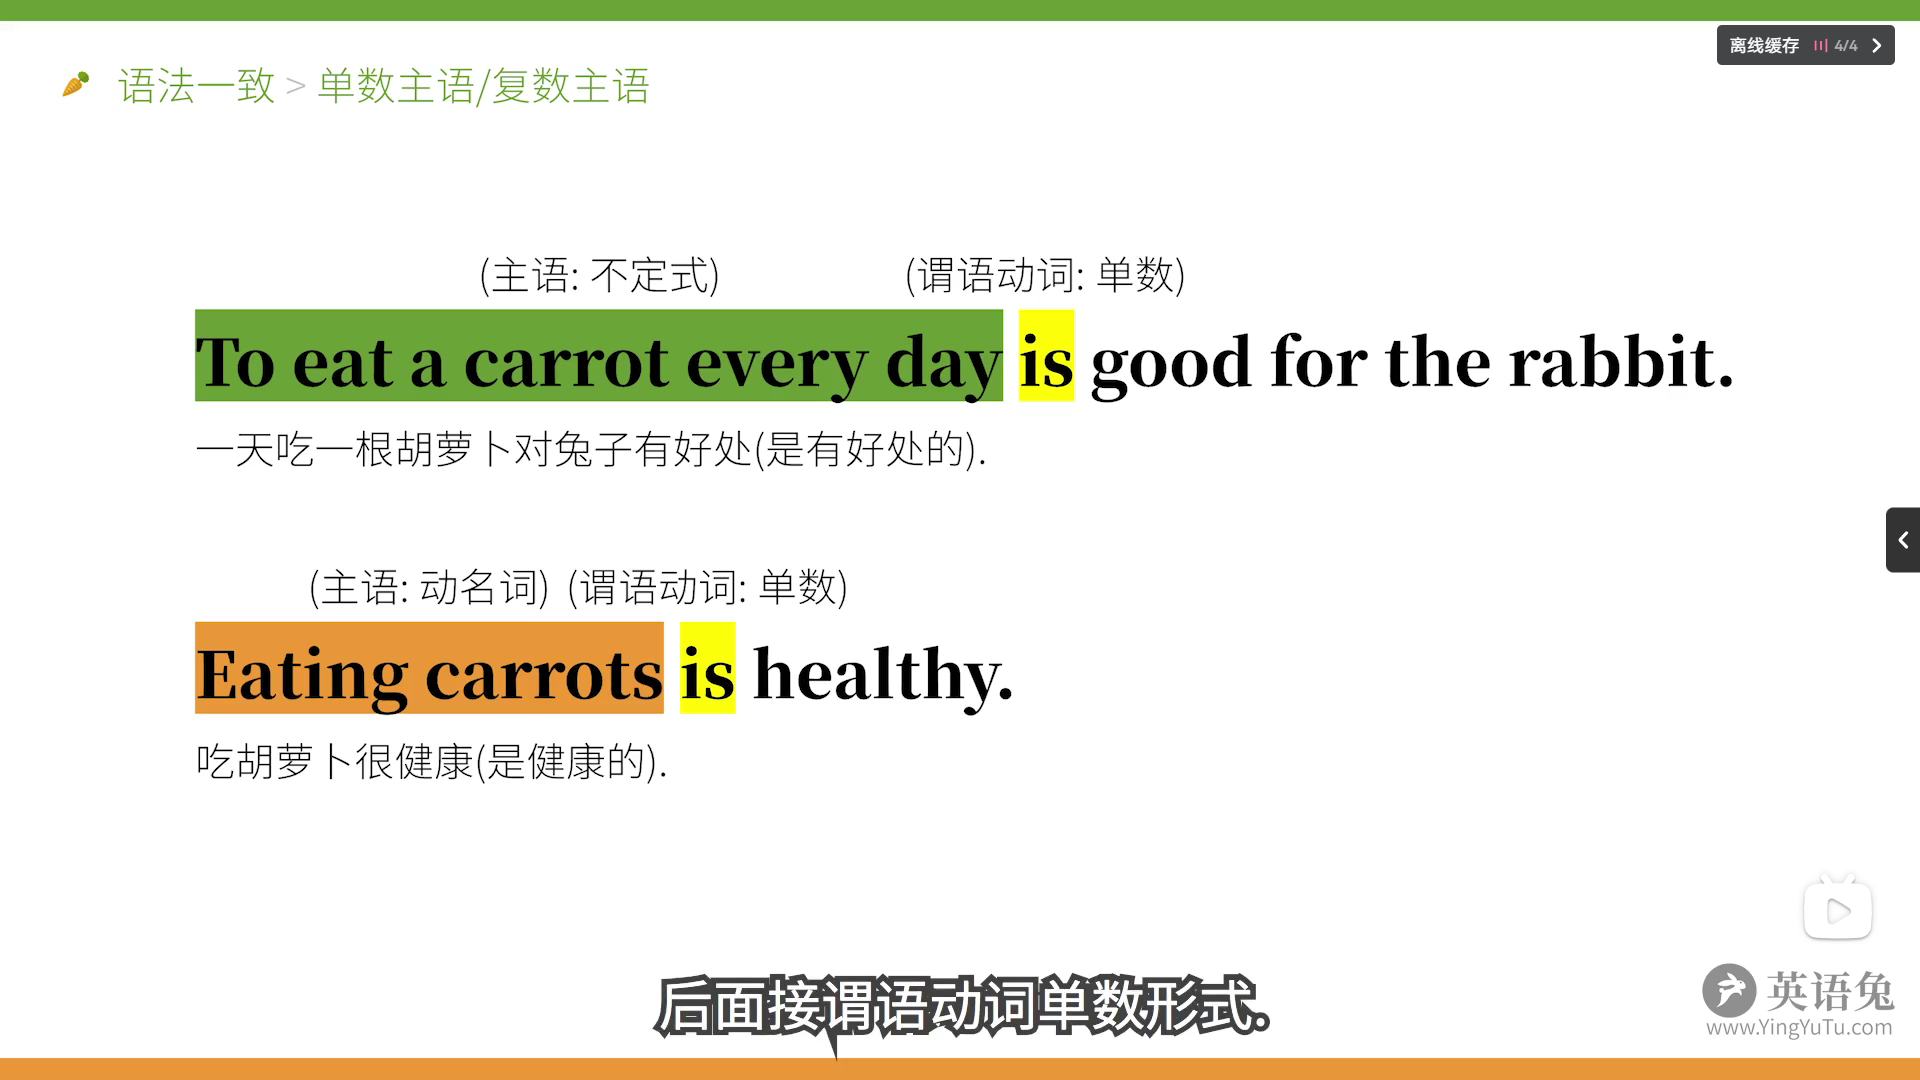 离线缓存 4/4
语法一致 > 单数主语/复数主语
(主语: 不定式) (谓语动词: 单数)
To eat a carrot every day is good for the rabbit.
一天吃一根胡萝卜对兔子有好处(是有好处的).
(主语: 动名词) (谓语动词: 单数)
Eating carrots is healthy.
吃胡萝卜很健康(是健康的).
后面接谓语动词单数形式.
英语兔
www.YingYuTu.com